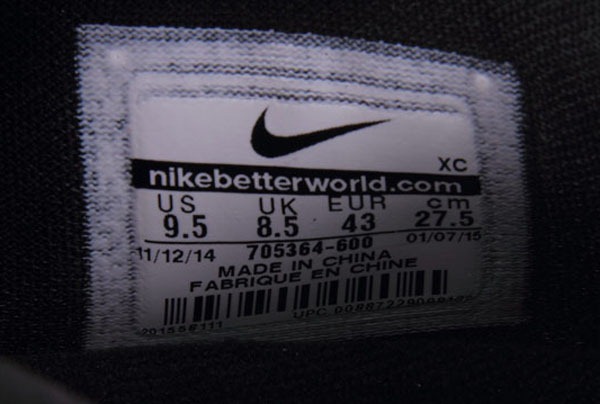 XC
nikebetterworld.com
US UK EUR cm
9.5 8.5 43 27.5
11/12/14 705364-600 01/07/15
MADE IN CHINA
FABRIQUE EN CHINE
UPC